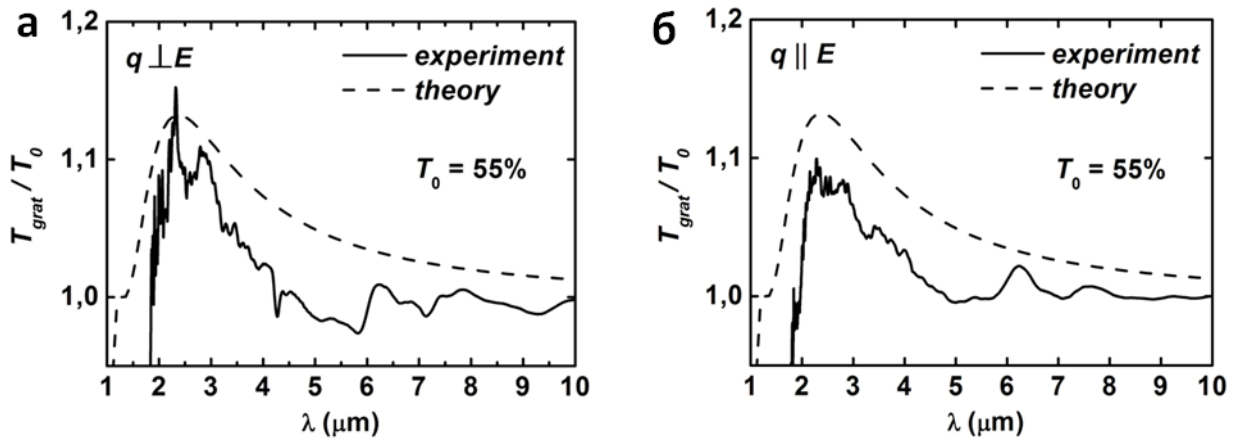 а
q ⊥ E
experiment
theory
T₀ = 55%
T_grat / T₀
1,2
1,1
1,0
1 2 3 4 5 6 7 8 9 10
λ (μm)
б
q || E
experiment
theory
T₀ = 55%
T_grat / T₀
1,2
1,1
1,0
1 2 3 4 5 6 7 8 9 10
λ (μm)